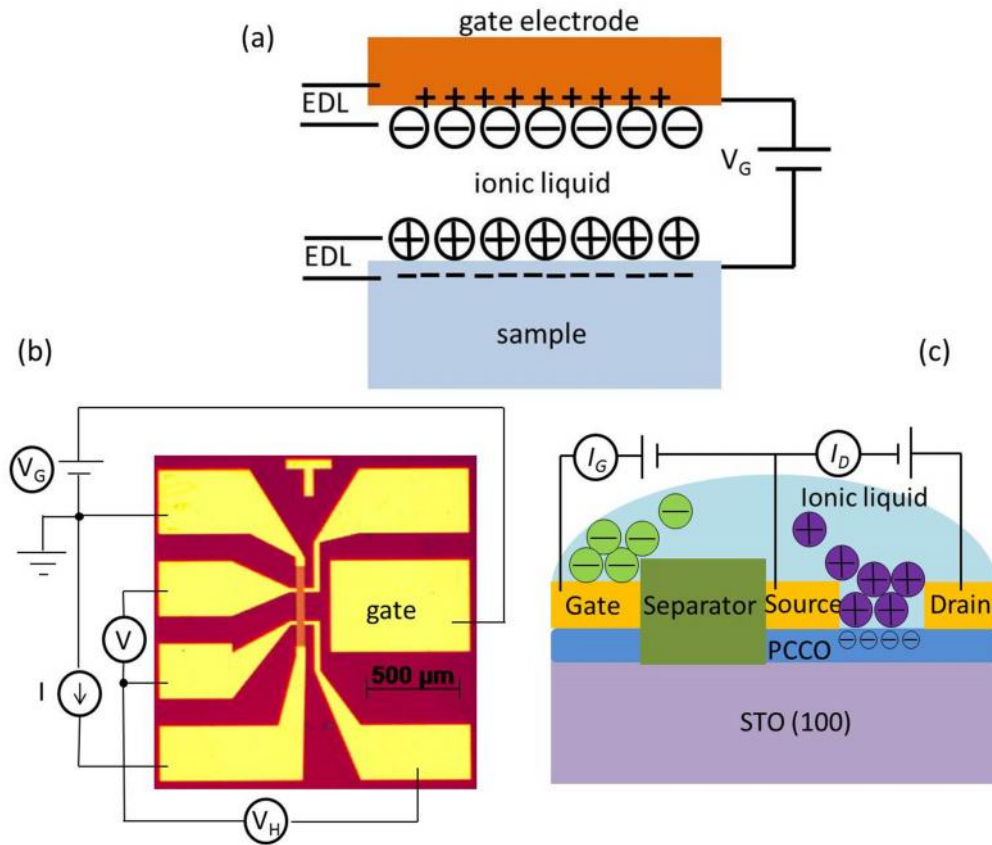 (a)
gate electrode
+ + + + + + + + +
EDL
− − − − − − −
V_G
ionic liquid
+ + + + + + +
EDL
sample
(b)
(c)
V_G
V
I
gate
500 μm
V_H
I_G
I_D
Ionic liquid
Gate
Separator
Source
Drain
PCCO
STO (100)